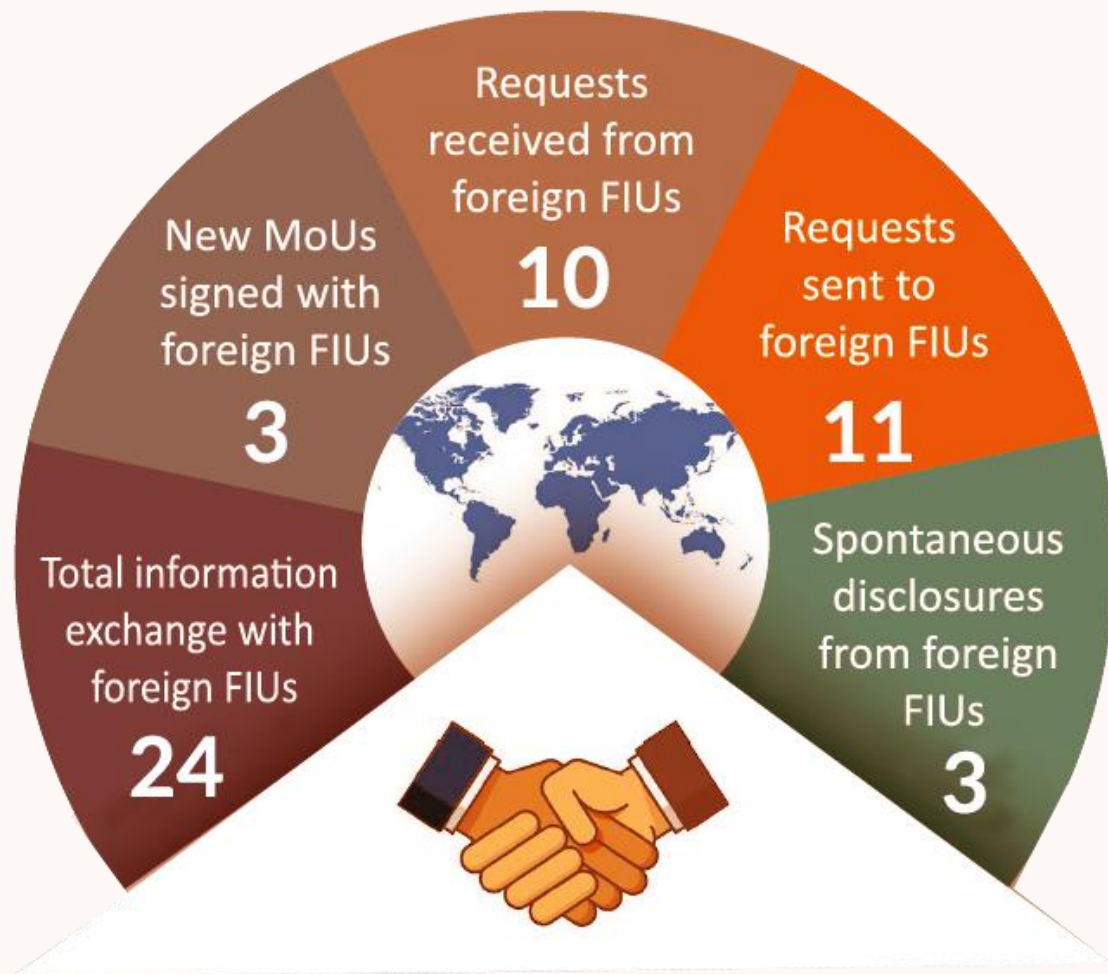 Total information
exchange with
foreign FIUs
24
New MoUs
signed with
foreign FIUs
3
Requests
received from
foreign FIUs
10
Requests
sent to
foreign FIUs
11
Spontaneous
disclosures
from foreign
FIUs
3